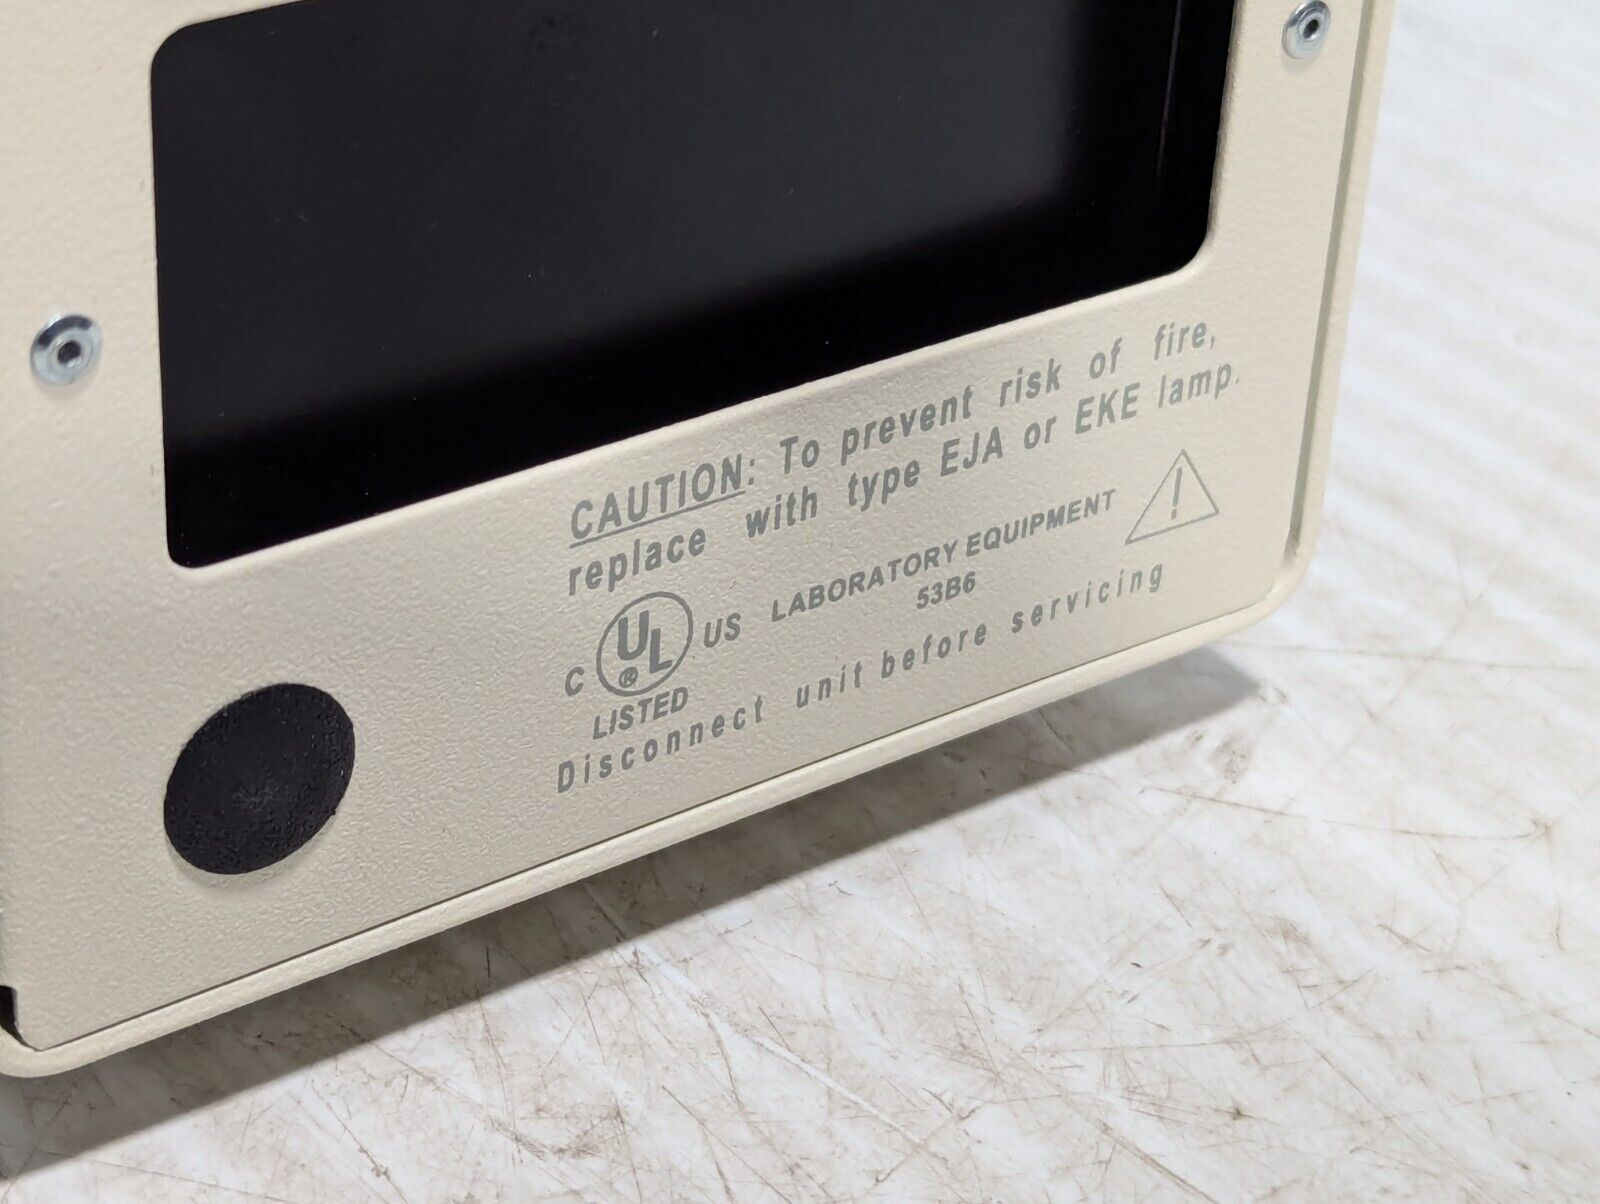 CAUTION: To prevent risk of fire,
replace with type EJA or EKE lamp.
C UL® US LABORATORY EQUIPMENT
LISTED 53B6
Disconnect unit before servicing